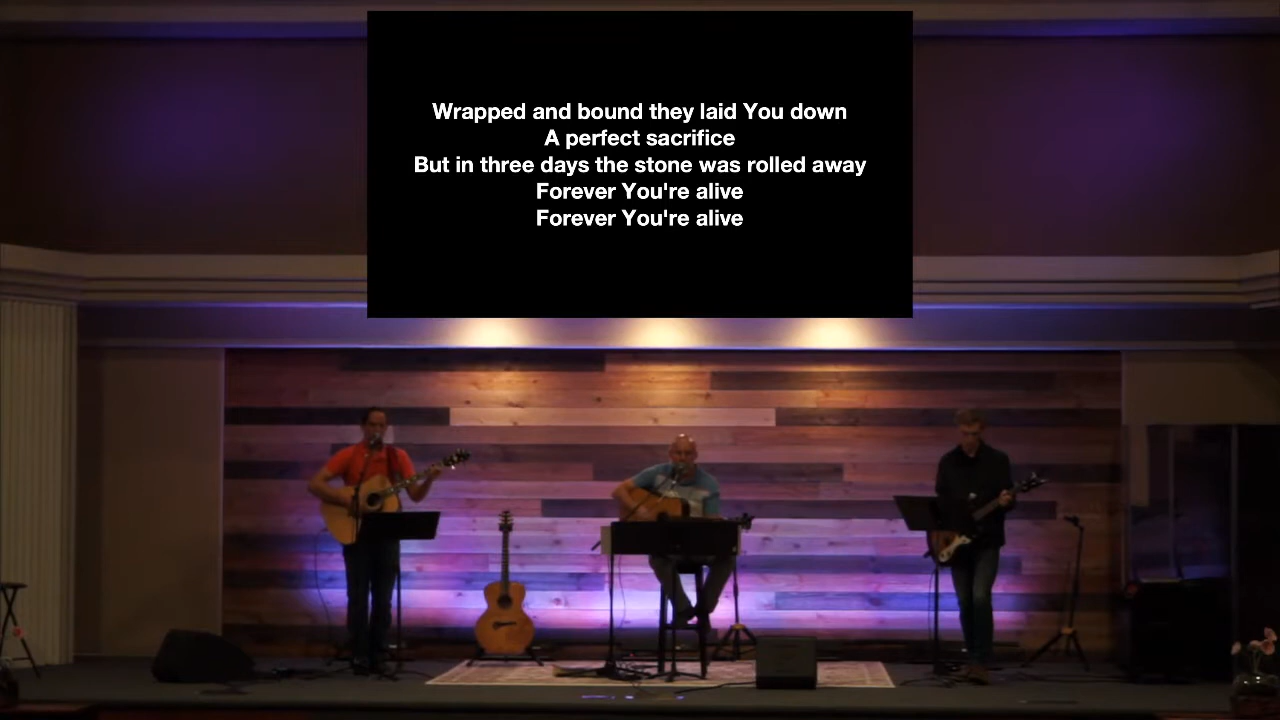 Wrapped and bound they laid You down
A perfect sacrifice
But in three days the stone was rolled away
Forever You're alive
Forever You're alive